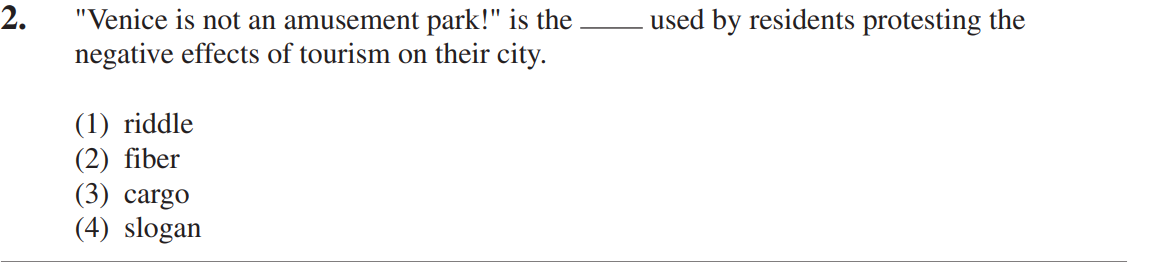 2. "Venice is not an amusement park!" is the ____ used by residents protesting the
negative effects of tourism on their city.
(1) riddle
(2) fiber
(3) cargo
(4) slogan